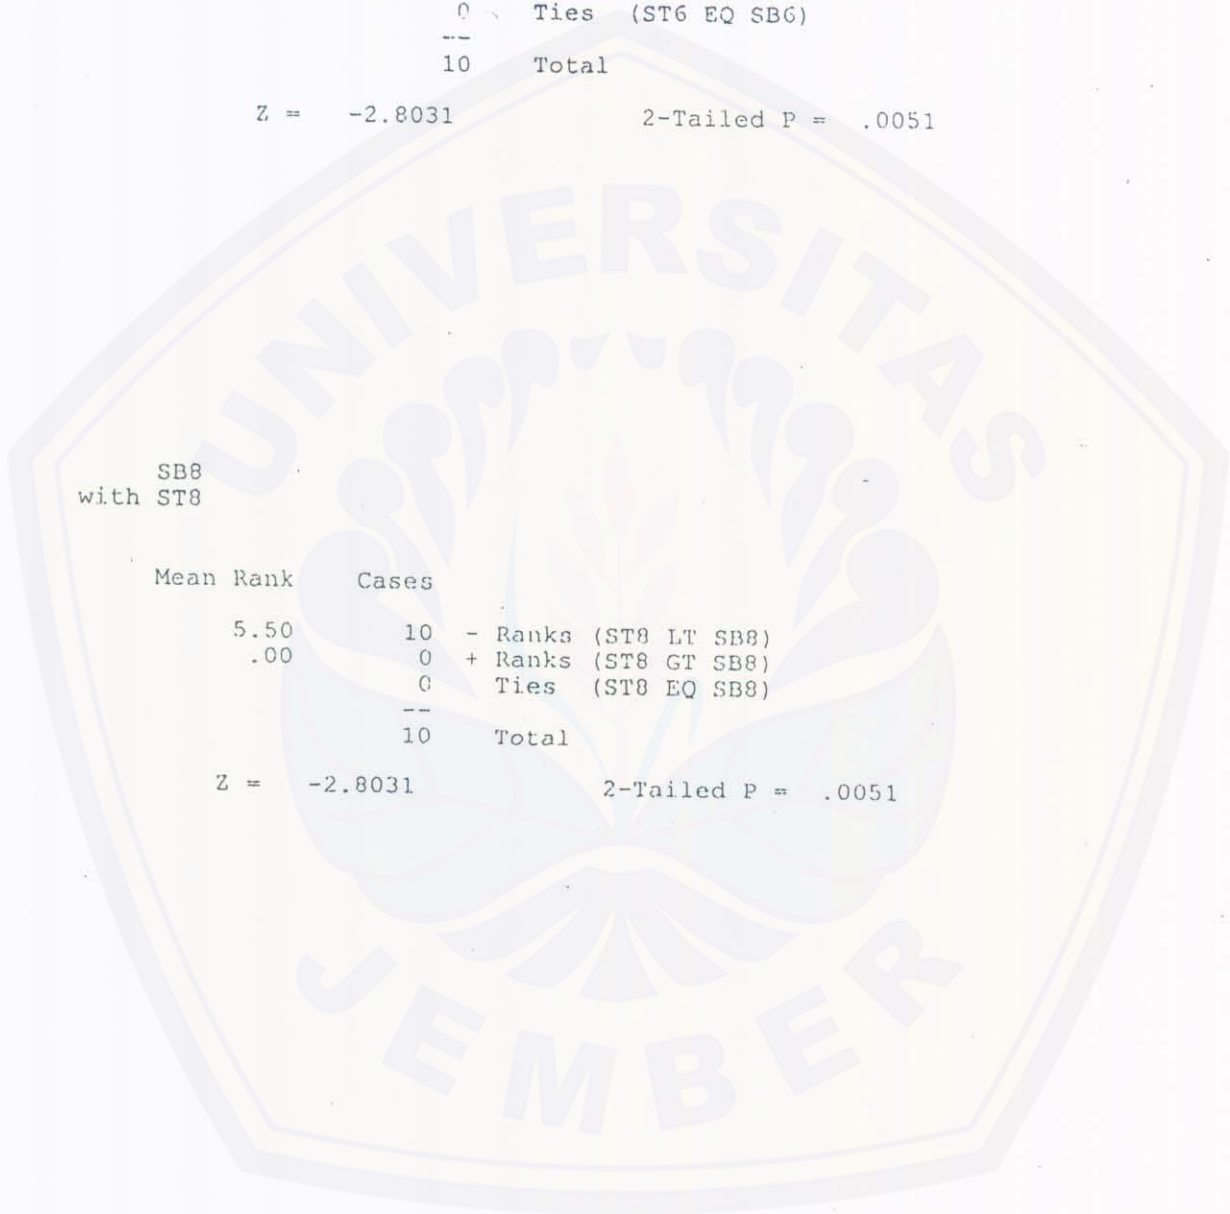 0 Ties (ST6 EQ SB6)
--
10 Total
Z = -2.8031 2-Tailed P = .0051
UNIVERSITAS
SB8
with ST8
Mean Rank Cases
5.50 10 - Ranks (ST8 LT SB8)
.00 0 + Ranks (ST8 GT SB8)
0 Ties (ST8 EQ SB8)
--
10 Total
Z = -2.8031 2-Tailed P = .0051
JEMBER